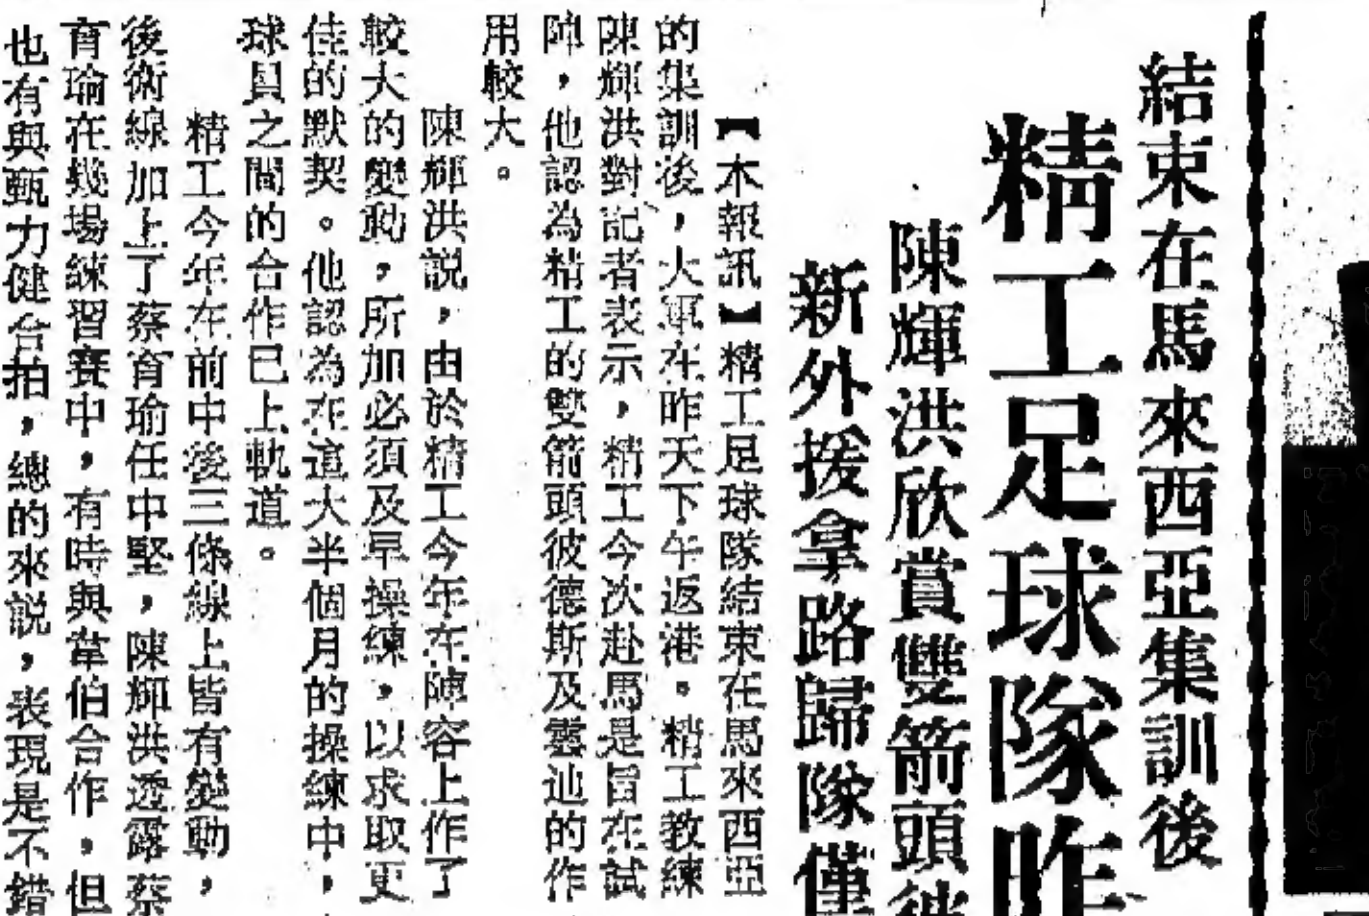 結束在馬來西亞集訓後
精工足球隊昨
陳輝洪欣賞雙箭頭彼
新外援拿路歸隊僅
【本報訊】精工足球隊結束在馬來西亞
的集訓後，大軍在昨天下午返港。精工教練
陳輝洪對記者表示，精工今次赴馬是旨在試
陣，他認為精工的雙箭頭彼德斯及雲迪的作
用較大。
陳輝洪説，由於精工今年在陣容上作了
較大的變動，所加必須及早操練，以求取更
佳的默契。他認為在這大半個月的操練中，
球員之間的合作巳上軌道。
精工今年在前中後三條線上皆有變動，
後衛線加上了蔡育瑜任中堅，陳輝洪透露蔡
育瑜在幾場練習賽中，有時與韋伯合作，但
也有與甄力健合拍，總的來説，表現是不錯